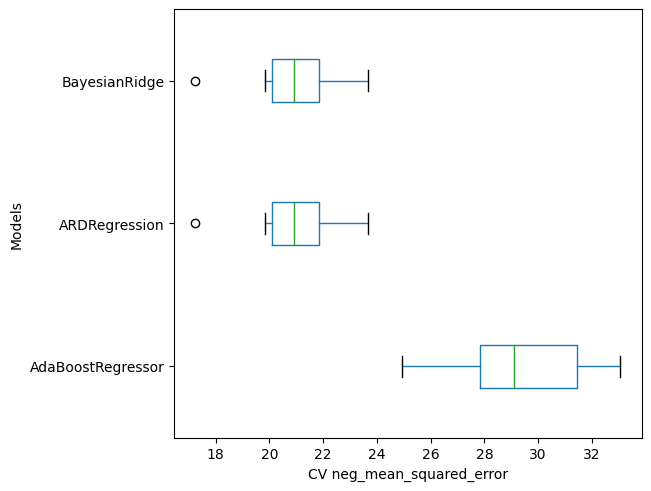 BayesianRidge
ARDRegression
AdaBoostRegressor
Models
18 20 22 24 26 28 30 32
CV neg_mean_squared_error